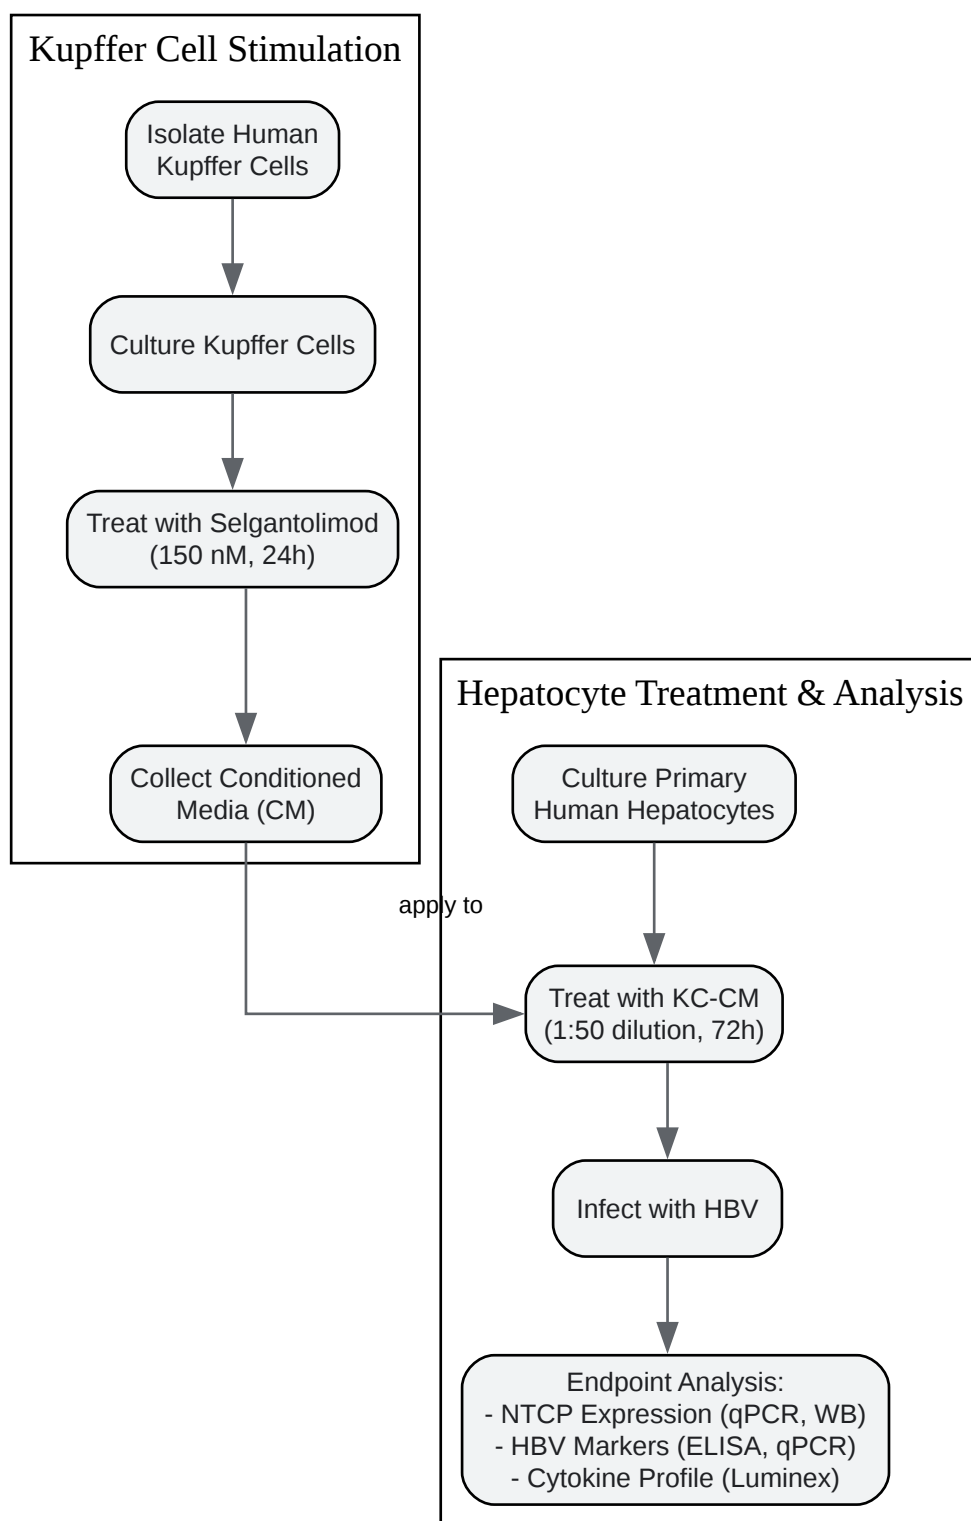 Kupffer Cell Stimulation
Isolate Human
Kupffer Cells
Culture Kupffer Cells
Treat with Selgantolimod
(150 nM, 24h)
Collect Conditioned
Media (CM)
apply to
Hepatocyte Treatment & Analysis
Culture Primary
Human Hepatocytes
Treat with KC-CM
(1:50 dilution, 72h)
Infect with HBV
Endpoint Analysis:
- NTCP Expression (qPCR, WB)
- HBV Markers (ELISA, qPCR)
- Cytokine Profile (Luminex)